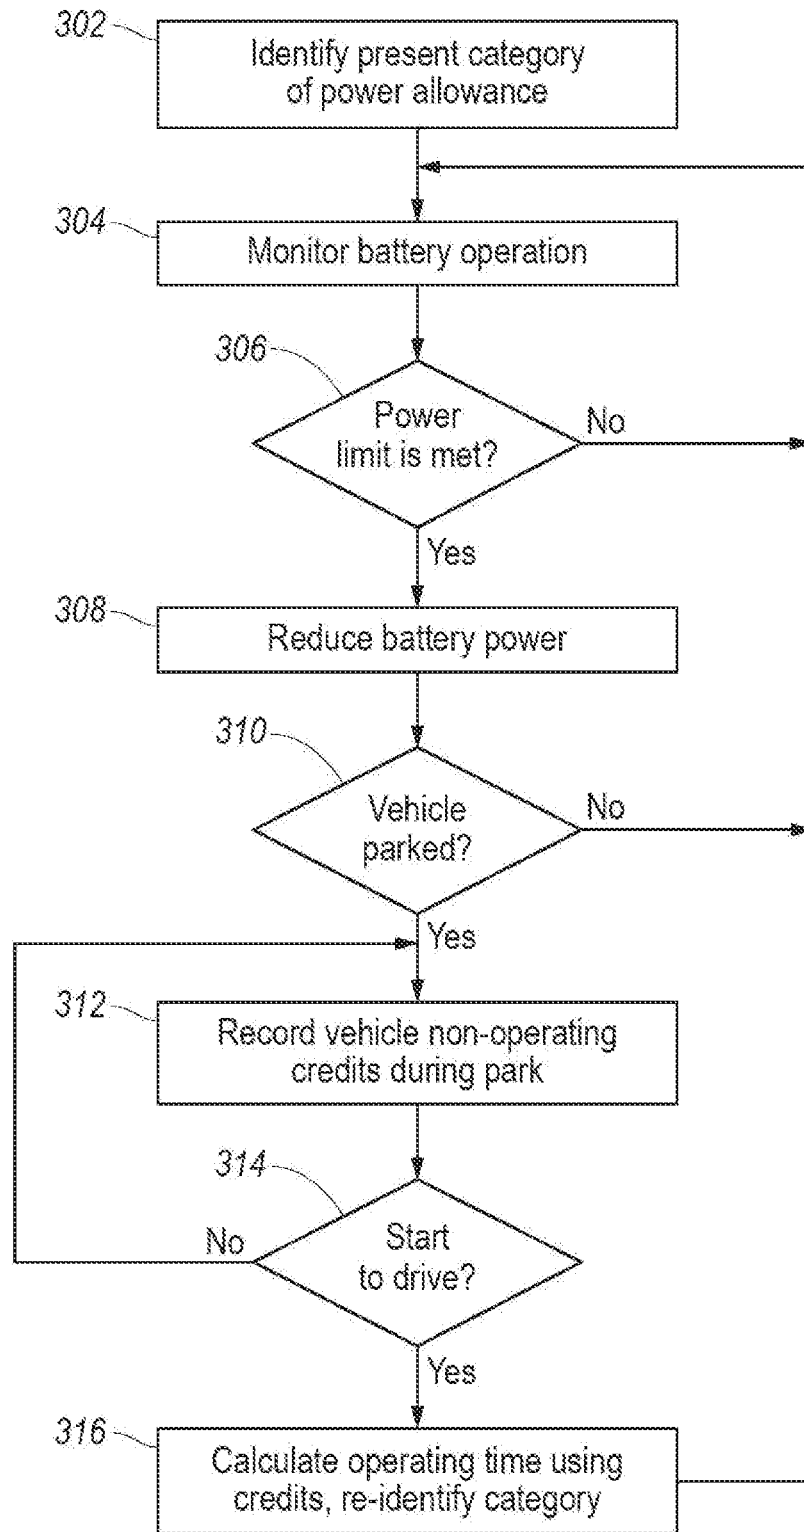 302
Identify present category
of power allowance
304
Monitor battery operation
306
Power
limit is met?
No
Yes
308
Reduce battery power
310
Vehicle
parked?
No
Yes
312
Record vehicle non-operating
credits during park
314
Start
to drive?
No
Yes
316
Calculate operating time using
credits, re-identify category